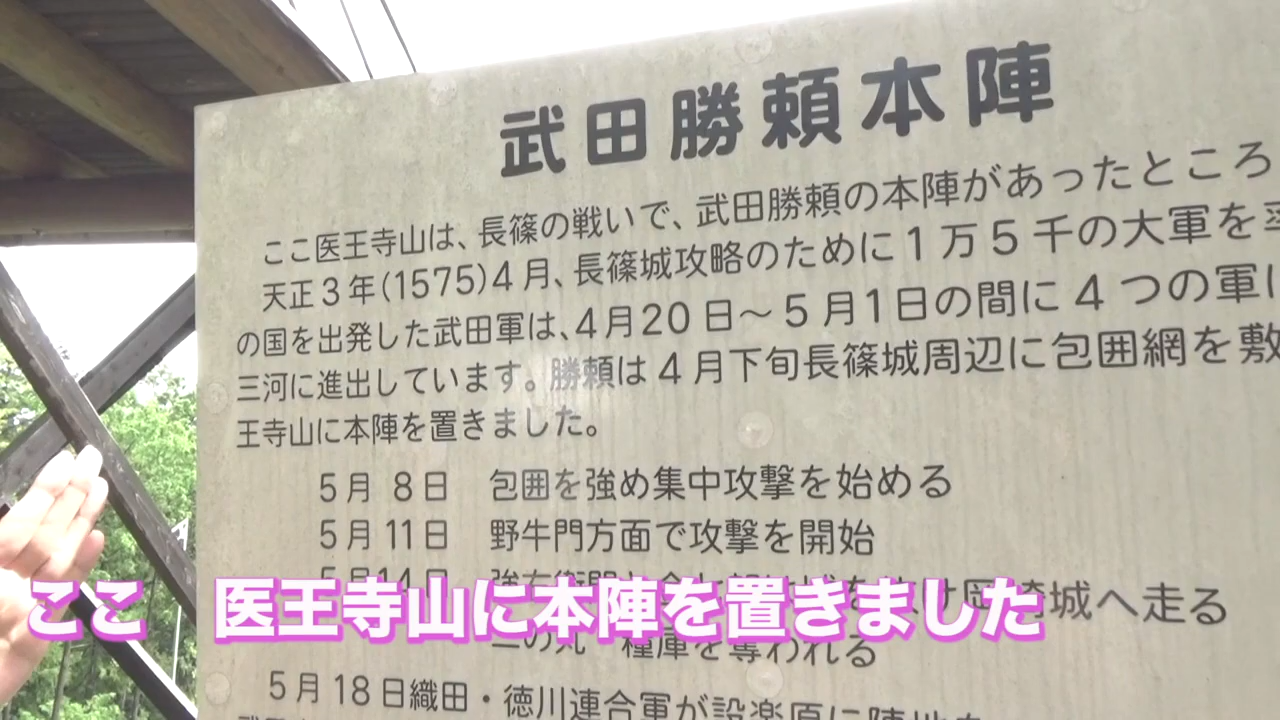 武田勝頼本陣
ここ医王寺山は、長篠の戦いで、武田勝頼の本陣があったところ
天正3年(1575)4月、長篠城攻略のために1万5千の大軍を率
の国を出発した武田軍は、4月20日～5月1日の間に4つの軍に
三河に進出しています。勝頼は4月下旬長篠城周辺に包囲網を敷
王寺山に本陣を置きました。
5月8日 包囲を強め集中攻撃を始める
5月11日 野牛門方面で攻撃を開始
5月14日
城へ走る
ここ 医王寺山に本陣を置きました
を奪われる
5月18日織田・徳川連合軍が設楽原に陣地を